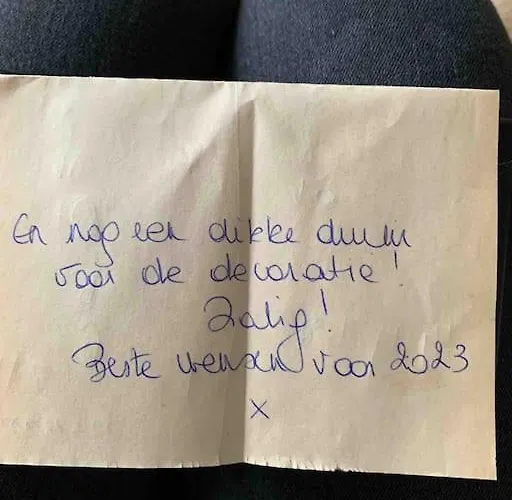 En nog een dikke duim
voor de decoratie!
Zalig!
Beste wensen voor 2023
x